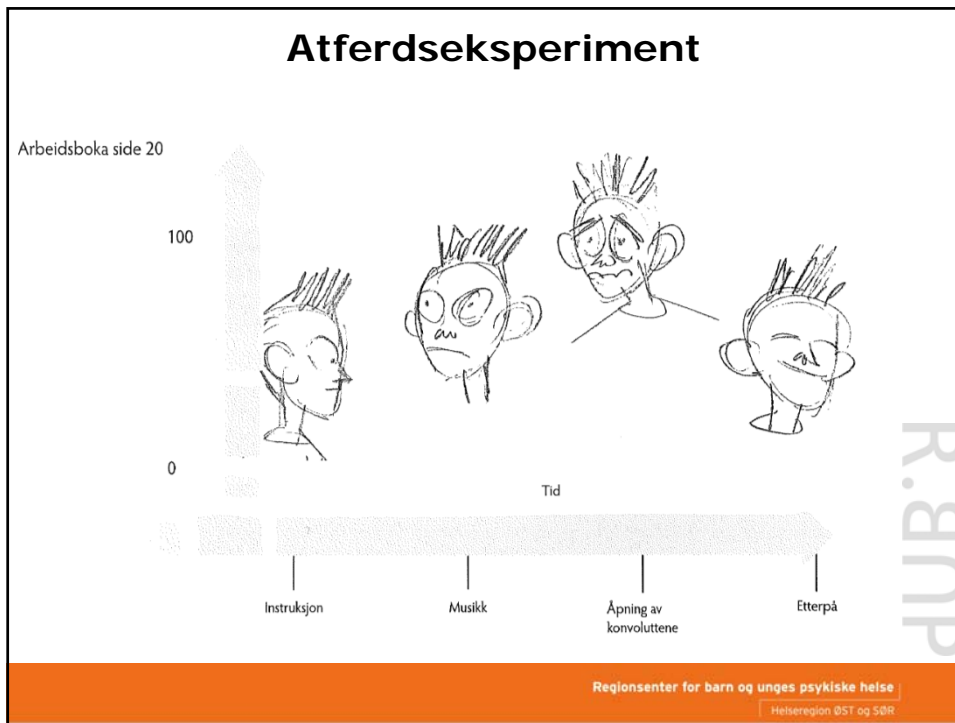 Atferdseksperiment
Arbeidsboka side 20
100
0
Tid
Instruksjon
Musikk
Åpning av
konvoluttene
Etterpå
R.BUP
Regionsenter for barn og unges psykiske helse
Helseregion ØST og SØR